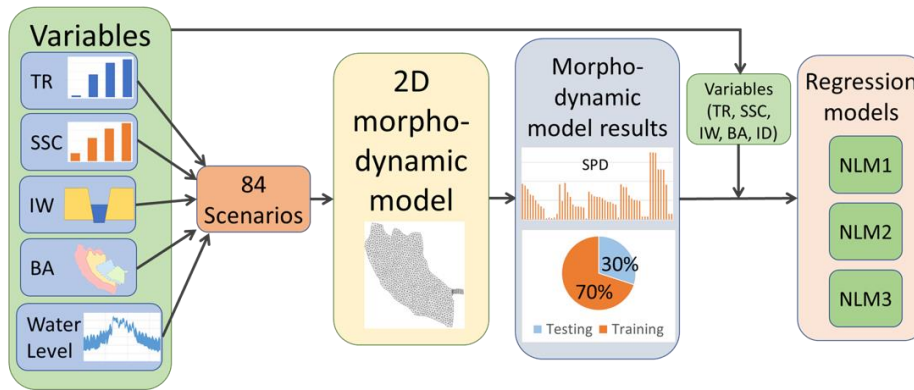 Variables
TR
SSC
IW
BA
Water
Level
84
Scenarios
2D
morpho-
dynamic
model
Morpho-
dynamic
model results
SPD
30%
70%
Testing Training
Variables
(TR, SSC,
IW, BA, ID)
Regression
models
NLM1
NLM2
NLM3